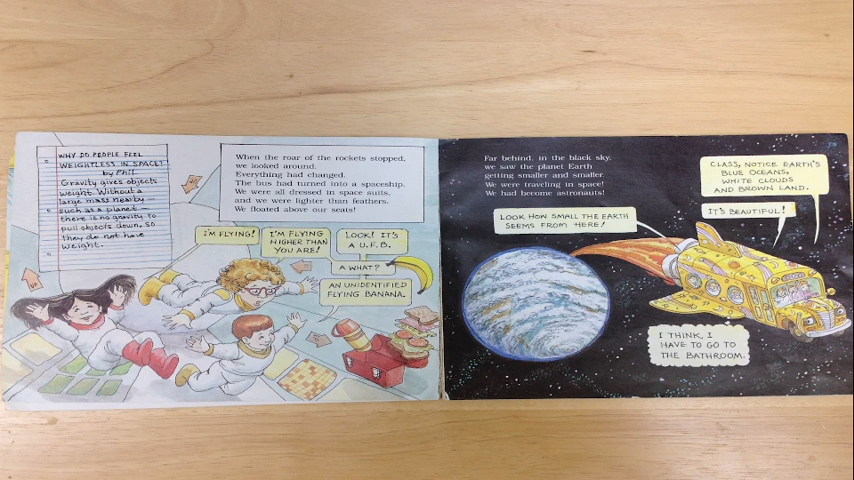 WHY DO PEOPLE FEEL
WEIGHTLESS IN SPACE?
by Phil
Gravity gives objects
weight. Without a
large mass nearby
such as a planet—
there is no gravity to
pull objects down, so
they do not have
weight.
When the roar of the rockets stopped,
we looked around.
Everything had changed.
The bus had turned into a spaceship.
We were all dressed in space suits,
and we were lighter than feathers.
We floated above our seats!
I'M FLYING!
I'M FLYING
HIGHER THAN
YOU ARE!
LOOK! IT'S
A U.F.B.
A WHAT?
AN UNIDENTIFIED
FLYING BANANA.
UP
Far behind, in the black sky,
we saw the planet Earth
getting smaller and smaller.
We were traveling in space!
We had become astronauts!
CLASS, NOTICE EARTH'S
BLUE OCEANS,
WHITE CLOUDS
AND BROWN LAND.
IT'S BEAUTIFUL!
LOOK HOW SMALL THE EARTH
SEEMS FROM HERE!
I THINK I
HAVE TO GO TO
THE BATHROOM.